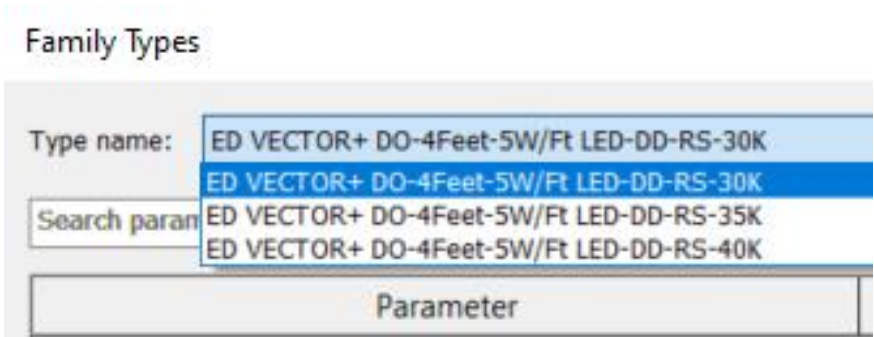 Family Types
Type name: ED VECTOR+ DO-4Feet-5W/Ft LED-DD-RS-30K
ED VECTOR+ DO-4Feet-5W/Ft LED-DD-RS-30K
Search param ED VECTOR+ DO-4Feet-5W/Ft LED-DD-RS-35K
ED VECTOR+ DO-4Feet-5W/Ft LED-DD-RS-40K
Parameter